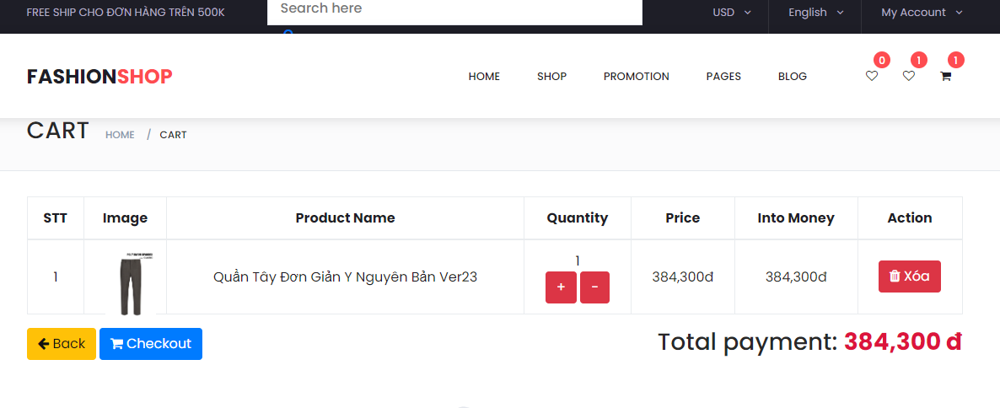 FREE SHIP CHO ĐƠN HÀNG TRÊN 500K
Search here
USD
English
My Account
FASHIONSHOP
HOME
SHOP
PROMOTION
PAGES
BLOG
0
1
1
CART
HOME / CART
STT
Image
Product Name
Quantity
Price
Into Money
Action
1
Quần Tây Đơn Giản Y Nguyên Bản Ver23
1
+
-
384,300đ
384,300đ
Xóa
Back
Checkout
Total payment: 384,300 đ